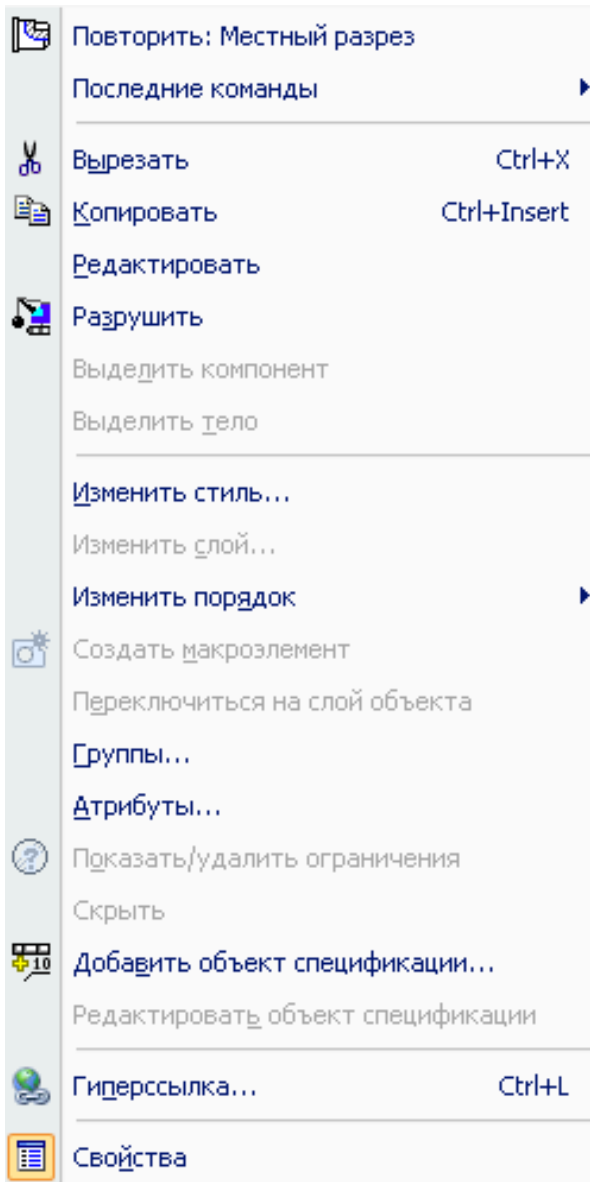 Повторить: Местный разрез
Последние команды
Вырезать Ctrl+X
Копировать Ctrl+Insert
Редактировать
Разрушить
Выделить компонент
Выделить тело
Изменить стиль...
Изменить слой...
Изменить порядок
Создать макроэлемент
Переключиться на слой объекта
Группы...
Атрибуты...
Показать/удалить ограничения
Скрыть
Добавить объект спецификации...
Редактировать объект спецификации
Гиперссылка... Ctrl+L
Свойства